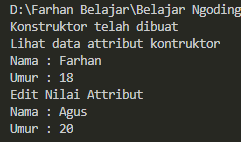 D:\Farhan Belajar\Belajar Ngoding
Konstruktor telah dibuat
Lihat data attribut kontruktor
Nama : Farhan
Umur : 18
Edit Nilai Attribut
Nama : Agus
Umur : 20